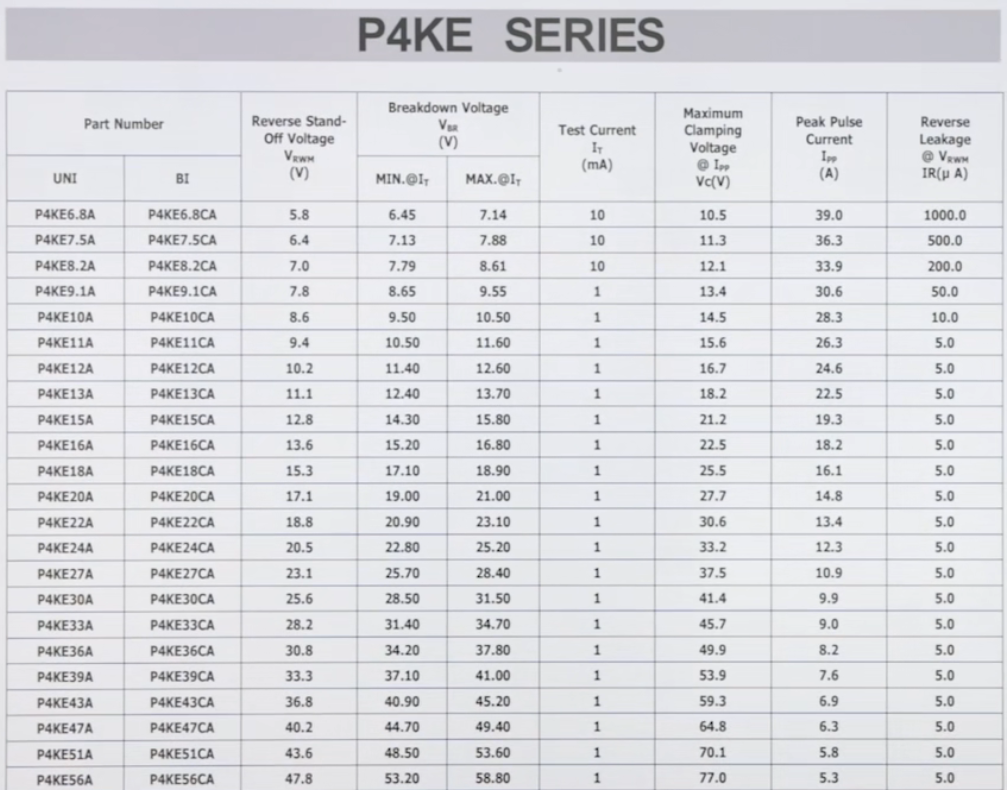 P4KE SERIES
Part Number
Reverse Stand-
Off Voltage
VRWM
(V)
Breakdown Voltage
VBR
(V)
Test Current
IT
(mA)
Maximum
Clamping
Voltage
@ IPP
Vc(V)
Peak Pulse
Current
IPP
(A)
Reverse
Leakage
@ VRWM
IR(μ A)
UNI BI MIN.@IT MAX.@IT
P4KE6.8A P4KE6.8CA 5.8 6.45 7.14 10 10.5 39.0 1000.0
P4KE7.5A P4KE7.5CA 6.4 7.13 7.88 10 11.3 36.3 500.0
P4KE8.2A P4KE8.2CA 7.0 7.79 8.61 10 12.1 33.9 200.0
P4KE9.1A P4KE9.1CA 7.8 8.65 9.55 1 13.4 30.6 50.0
P4KE10A P4KE10CA 8.6 9.50 10.50 1 14.5 28.3 10.0
P4KE11A P4KE11CA 9.4 10.50 11.60 1 15.6 26.3 5.0
P4KE12A P4KE12CA 10.2 11.40 12.60 1 16.7 24.6 5.0
P4KE13A P4KE13CA 11.1 12.40 13.70 1 18.2 22.5 5.0
P4KE15A P4KE15CA 12.8 14.30 15.80 1 21.2 19.3 5.0
P4KE16A P4KE16CA 13.6 15.20 16.80 1 22.5 18.2 5.0
P4KE18A P4KE18CA 15.3 17.10 18.90 1 25.5 16.1 5.0
P4KE20A P4KE20CA 17.1 19.00 21.00 1 27.7 14.8 5.0
P4KE22A P4KE22CA 18.8 20.90 23.10 1 30.6 13.4 5.0
P4KE24A P4KE24CA 20.5 22.80 25.20 1 33.2 12.3 5.0
P4KE27A P4KE27CA 23.1 25.70 28.40 1 37.5 10.9 5.0
P4KE30A P4KE30CA 25.6 28.50 31.50 1 41.4 9.9 5.0
P4KE33A P4KE33CA 28.2 31.40 34.70 1 45.7 9.0 5.0
P4KE36A P4KE36CA 30.8 34.20 37.80 1 49.9 8.2 5.0
P4KE39A P4KE39CA 33.3 37.10 41.00 1 53.9 7.6 5.0
P4KE43A P4KE43CA 36.8 40.90 45.20 1 59.3 6.9 5.0
P4KE47A P4KE47CA 40.2 44.70 49.40 1 64.8 6.3 5.0
P4KE51A P4KE51CA 43.6 48.50 53.60 1 70.1 5.8 5.0
P4KE56A P4KE56CA 47.8 53.20 58.80 1 77.0 5.3 5.0